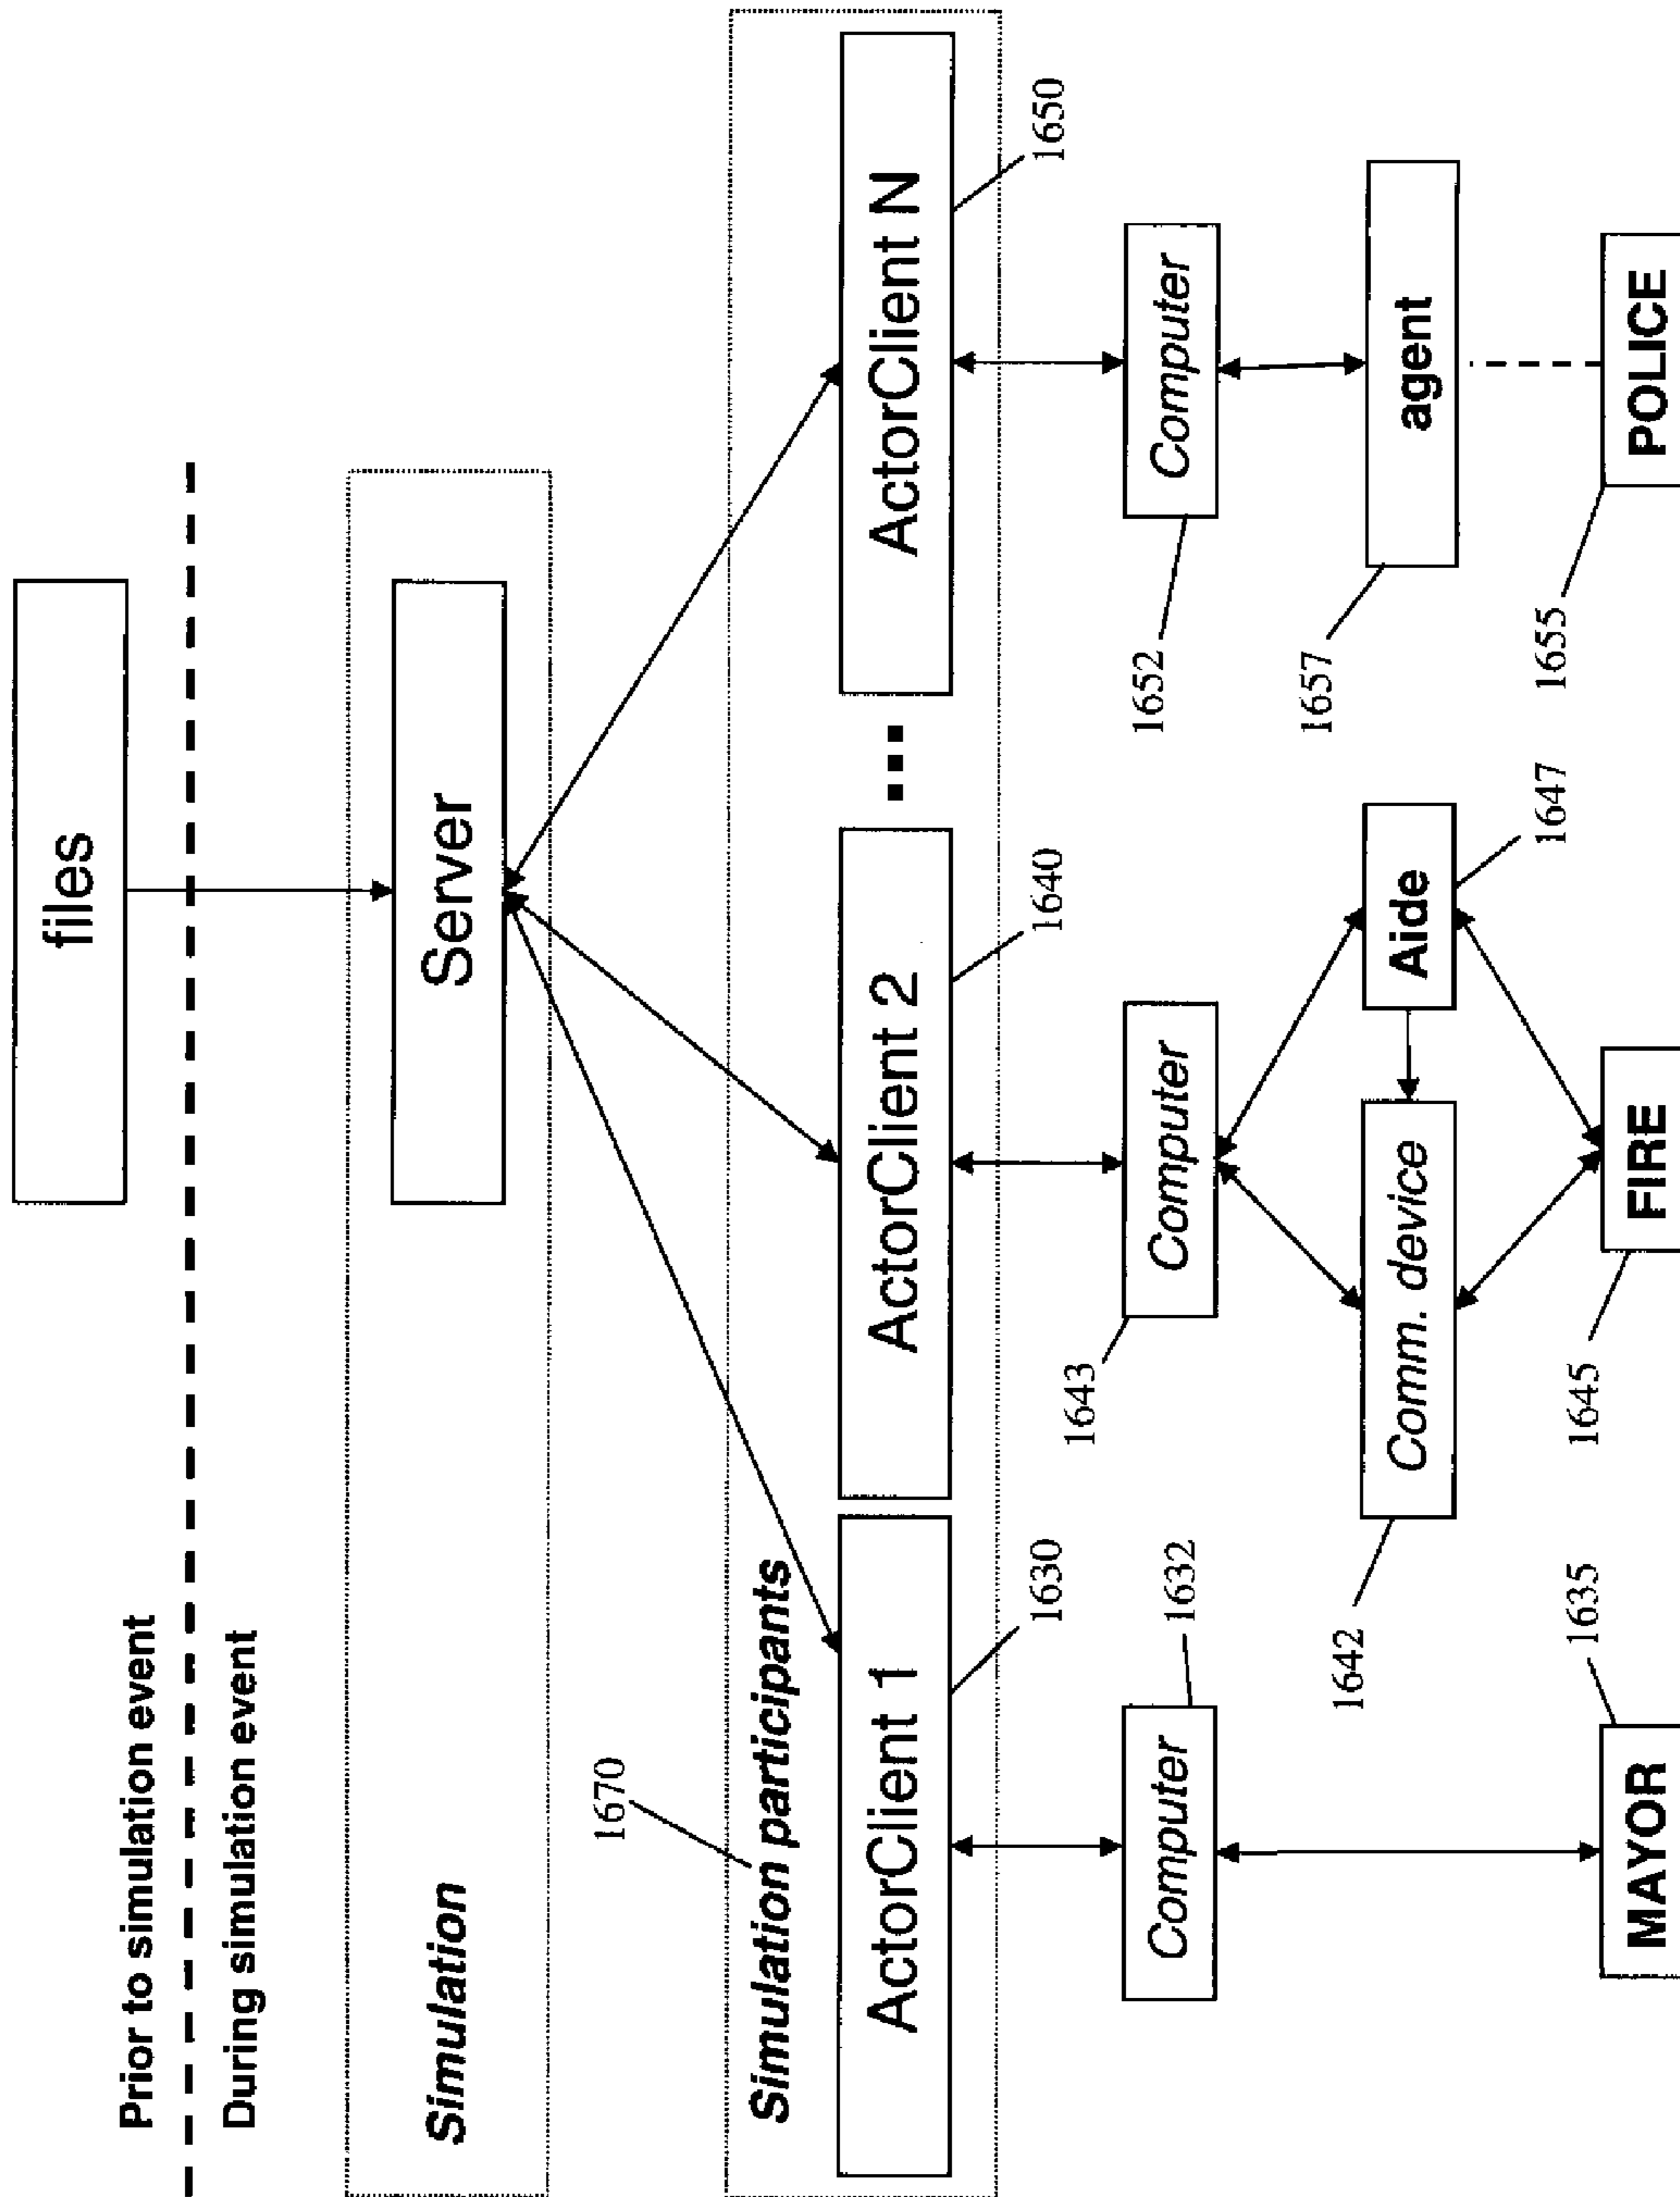 Prior to simulation event
files
During simulation event
Simulation
Server
1670
Simulation participants
ActorClient 1
ActorClient 2
...
ActorClient N
1630
1640
1650
Computer
1632
1643
Computer
1652
Computer
1642
Comm. device
Aide
1647
1657
agent
1635
MAYOR
1645
FIRE
1655
POLICE